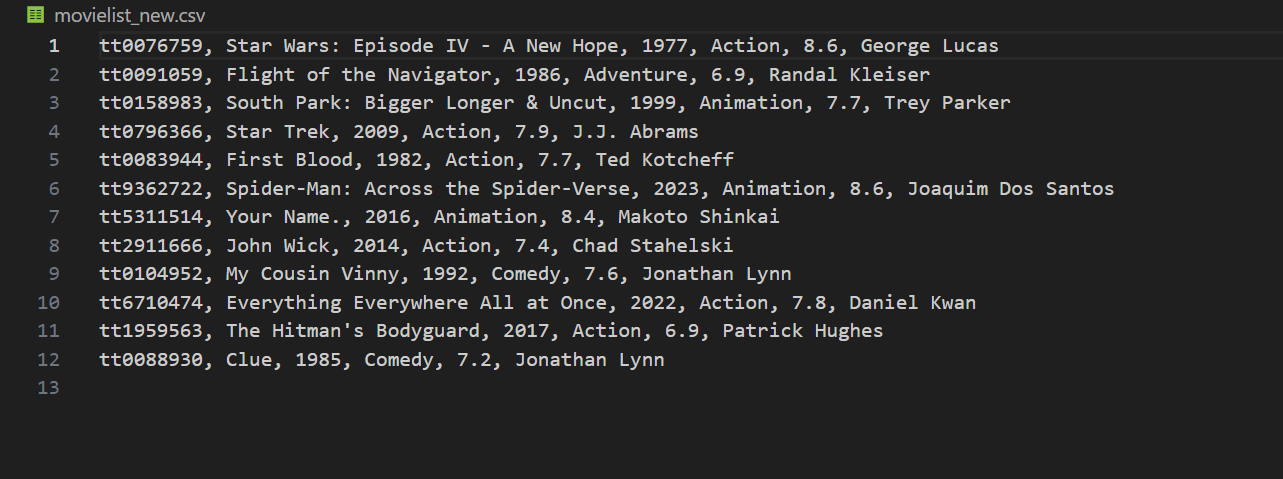 movielist_new.csv
1 tt0076759, Star Wars: Episode IV - A New Hope, 1977, Action, 8.6, George Lucas
2 tt0091059, Flight of the Navigator, 1986, Adventure, 6.9, Randal Kleiser
3 tt0158983, South Park: Bigger Longer & Uncut, 1999, Animation, 7.7, Trey Parker
4 tt0796366, Star Trek, 2009, Action, 7.9, J.J. Abrams
5 tt0083944, First Blood, 1982, Action, 7.7, Ted Kotcheff
6 tt9362722, Spider-Man: Across the Spider-Verse, 2023, Animation, 8.6, Joaquim Dos Santos
7 tt5311514, Your Name., 2016, Animation, 8.4, Makoto Shinkai
8 tt2911666, John Wick, 2014, Action, 7.4, Chad Stahelski
9 tt0104952, My Cousin Vinny, 1992, Comedy, 7.6, Jonathan Lynn
10 tt6710474, Everything Everywhere All at Once, 2022, Action, 7.8, Daniel Kwan
11 tt1959563, The Hitman's Bodyguard, 2017, Action, 6.9, Patrick Hughes
12 tt0088930, Clue, 1985, Comedy, 7.2, Jonathan Lynn
13